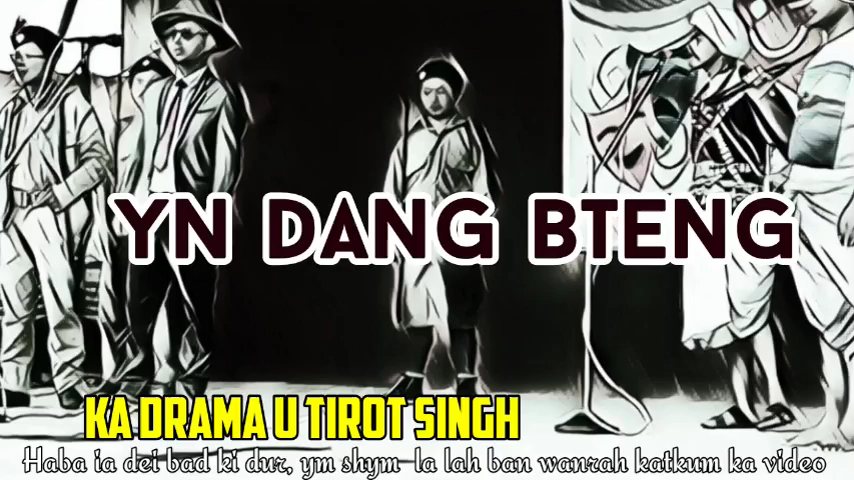 YN DANG BTENG
KA DRAMA U TIROT SINGH
Haba ia dei bad ki dur, ym shym la lah ban wanrah katkum ka video